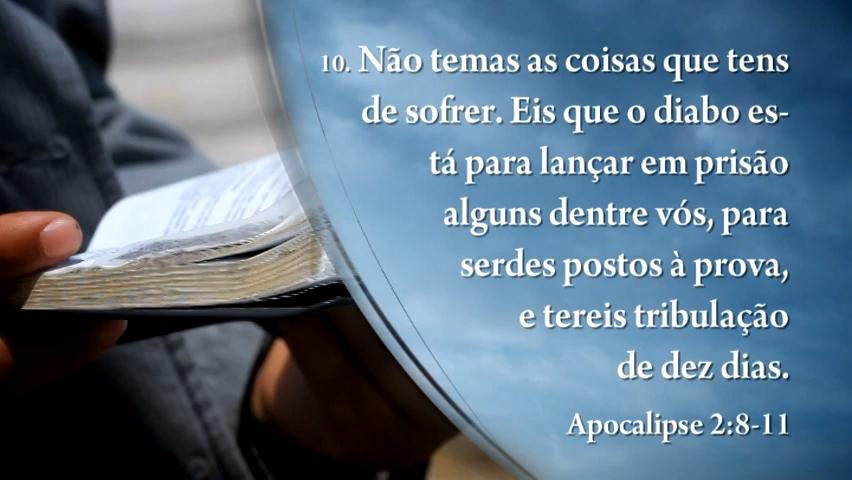 10. Não temas as coisas que tens
de sofrer. Eis que o diabo es-
tá para lançar em prisão
alguns dentre vós, para
serdes postos à prova,
e tereis tribulação
de dez dias.
Apocalipse 2:8-11